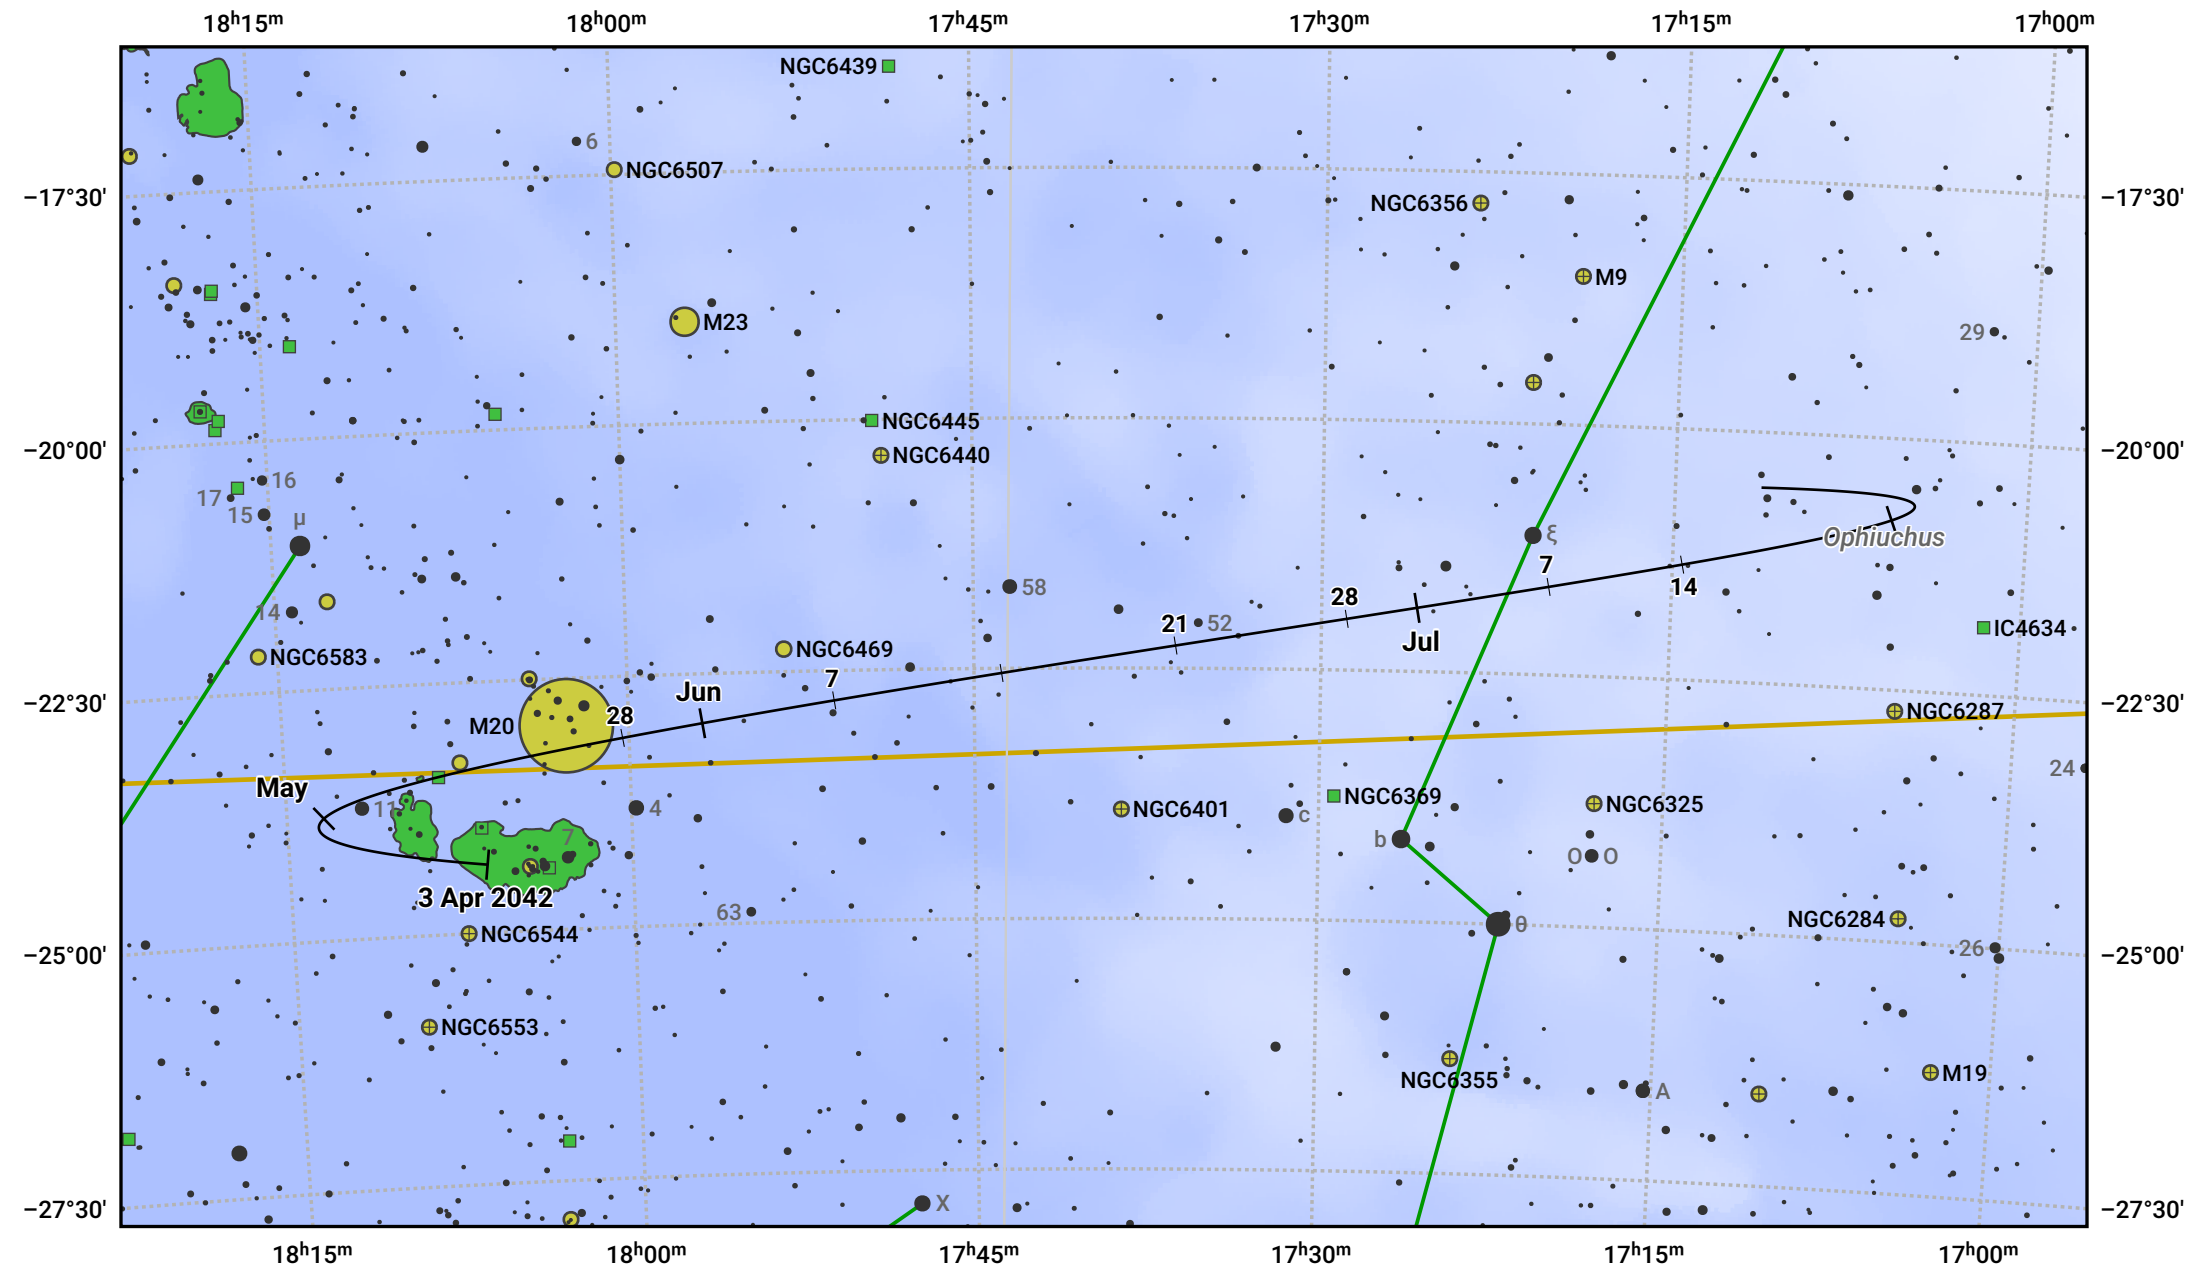 18ʰ15ᵐ 18ʰ00ᵐ 17ʰ45ᵐ 17ʰ30ᵐ 17ʰ15ᵐ 17ʰ00ᵐ
NGC6439
6
NGC6507
−17°30' −17°30'
NGC6356
M9
M23
29
NGC6445
−20°00' −20°00'
NGC6440
16
17
15
μ
ξ
Ophiuchus
7
14
58
28
14
21
52
IC4634
Jul
NGC6469
NGC6583
7
Jun
−22°30' −22°30'
28
NGC6287
M20
24
May
NGC6369
11
4
NGC6401
c
NGC6325
7
b
O O
3 Apr 2042
63
NGC6284
θ
NGC6544
26
−25°00' −25°00'
NGC6553
M19
NGC6355
A
X
−27°30' −27°30'
18ʰ15ᵐ 18ʰ00ᵐ 17ʰ45ᵐ 17ʰ30ᵐ 17ʰ15ᵐ 17ʰ00ᵐ